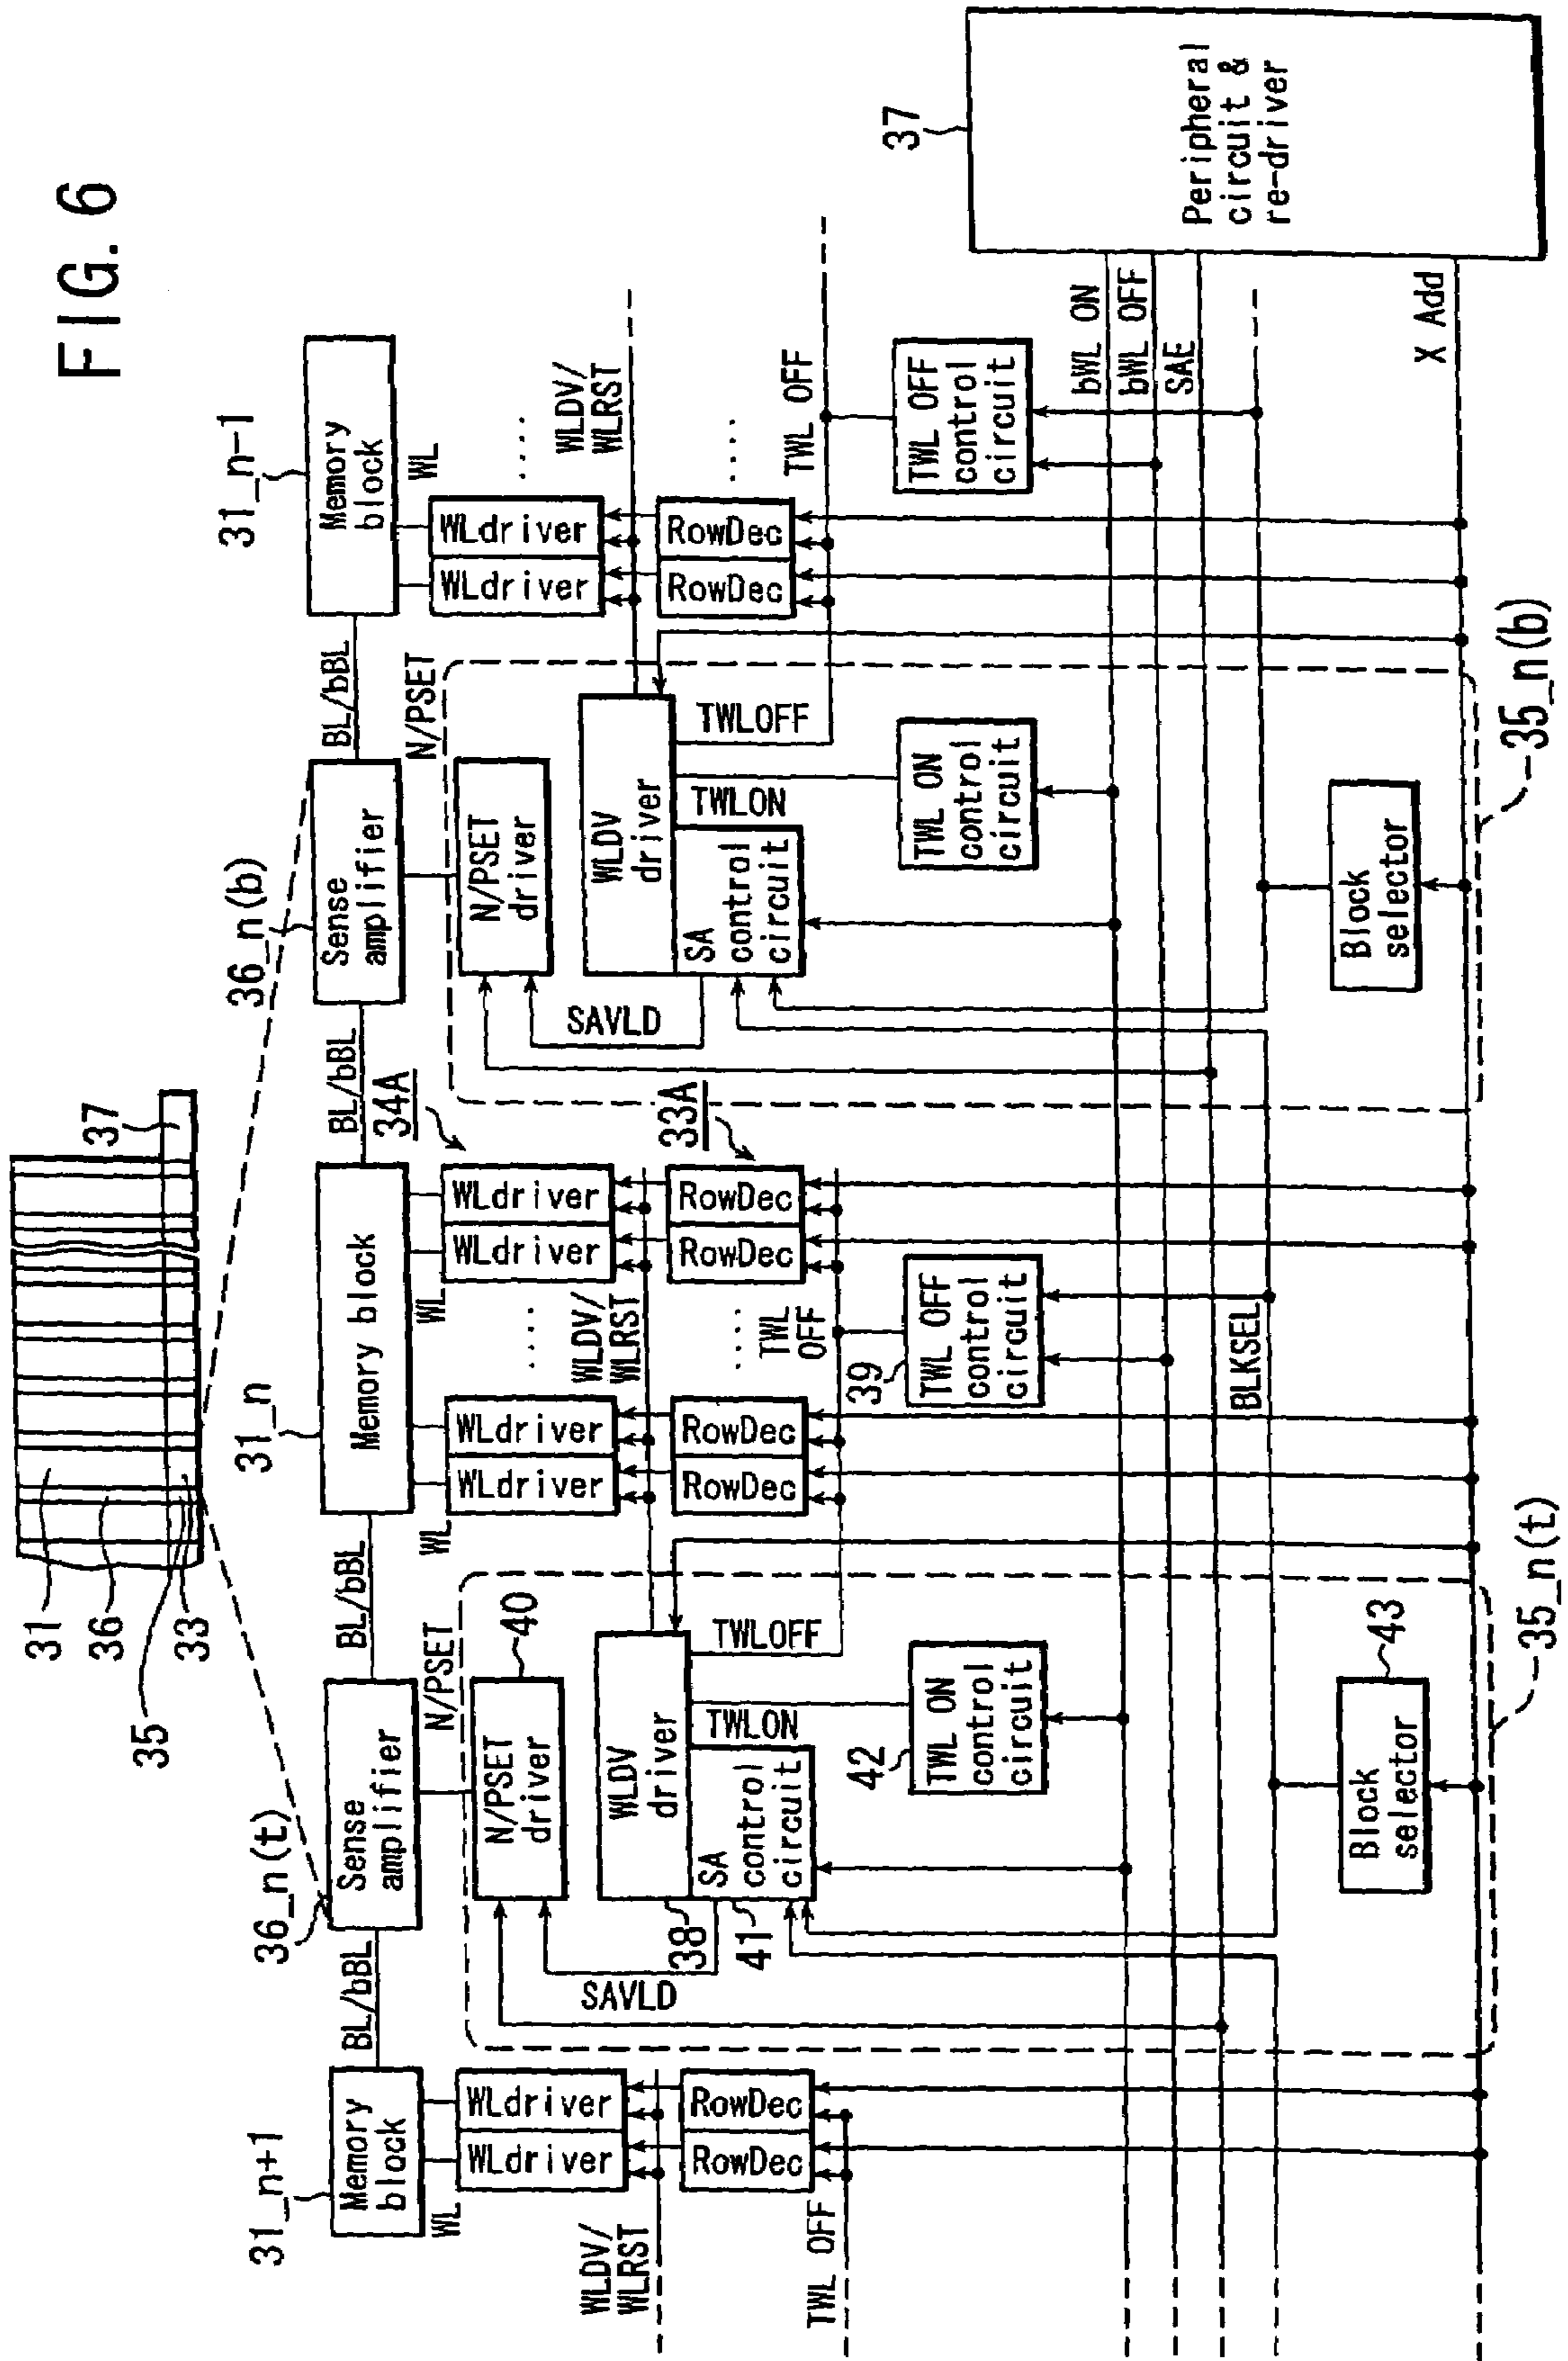 FIG. 6
31
36
35
33
37
31_n+1
36_n(t)
31_n
36_n(b)
31_n-1
Memory
block
BL/bBL
Sense
amplifier
BL/bBL
Memory block
BL/bBL
Sense
amplifier
BL/bBL
Memory
block
WL
N/PSET
WL
WL
34A
N/PSET
WL
WLdriver
WLdriver
N/PSET
driver
40
WLdriver
WLdriver
....
WLdriver
WLdriver
N/PSET
driver
WLdriver
WLdriver
....
WLDV/
WLRST
SAVLD
WLDV
driver
38
WLDV/
WLRST
SAVLD
WLDV
driver
WLDV/
WLRST
SA
control
circuit
41
TWLON
TWLOFF
33A
SA
control
circuit
TWLON
TWLOFF
RowDec
RowDec
RowDec
RowDec
....
RowDec
RowDec
RowDec
RowDec
....
TWL OFF
TWL
OFF
TWL OFF
42
TWL ON
control
circuit
39
TWL OFF
control
circuit
TWL ON
control
circuit
TWL OFF
control
circuit
37
Peripheral
circuit &
re-driver
bWL ON
bWL OFF
SAE
BLKSEL
Block
selector
43
Block
selector
X Add
35_n(t)
35_n(b)